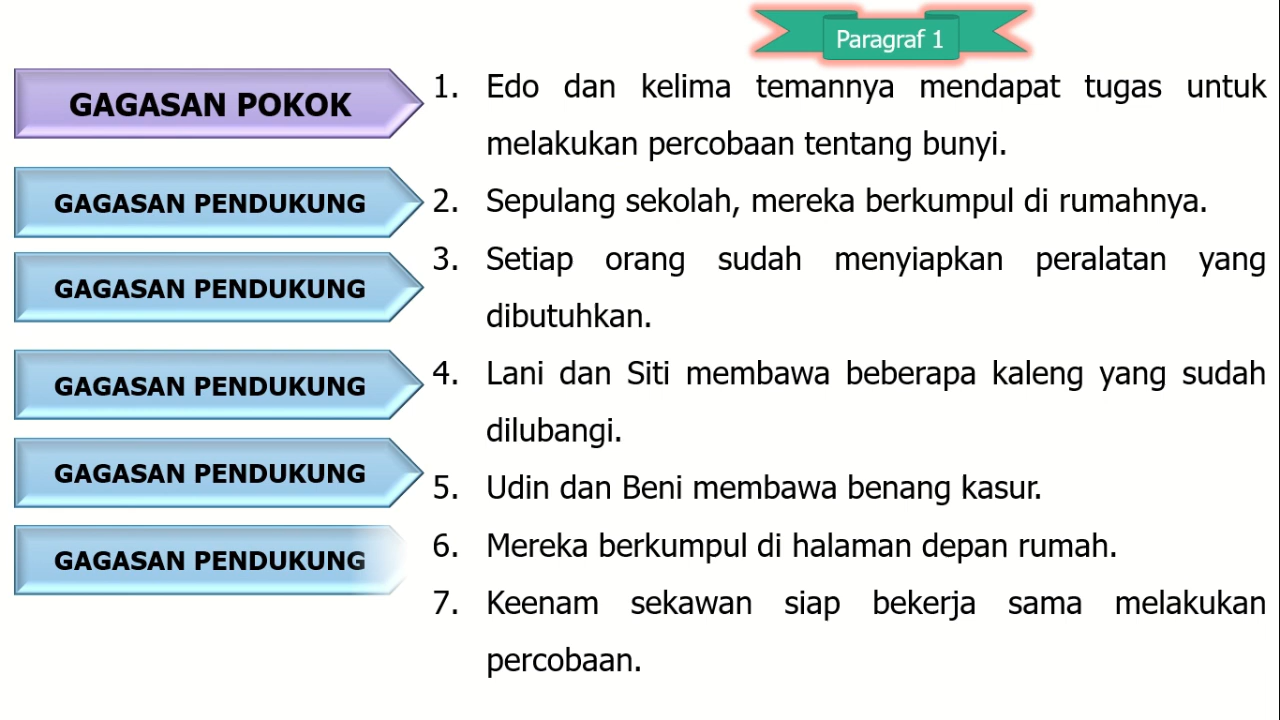 Paragraf 1
GAGASAN POKOK
1. Edo dan kelima temannya mendapat tugas untuk
melakukan percobaan tentang bunyi.
GAGASAN PENDUKUNG
2. Sepulang sekolah, mereka berkumpul di rumahnya.
GAGASAN PENDUKUNG
3. Setiap orang sudah menyiapkan peralatan yang
dibutuhkan.
GAGASAN PENDUKUNG
4. Lani dan Siti membawa beberapa kaleng yang sudah
dilubangi.
GAGASAN PENDUKUNG
5. Udin dan Beni membawa benang kasur.
GAGASAN PENDUKUNG
6. Mereka berkumpul di halaman depan rumah.
7. Keenam sekawan siap bekerja sama melakukan
percobaan.